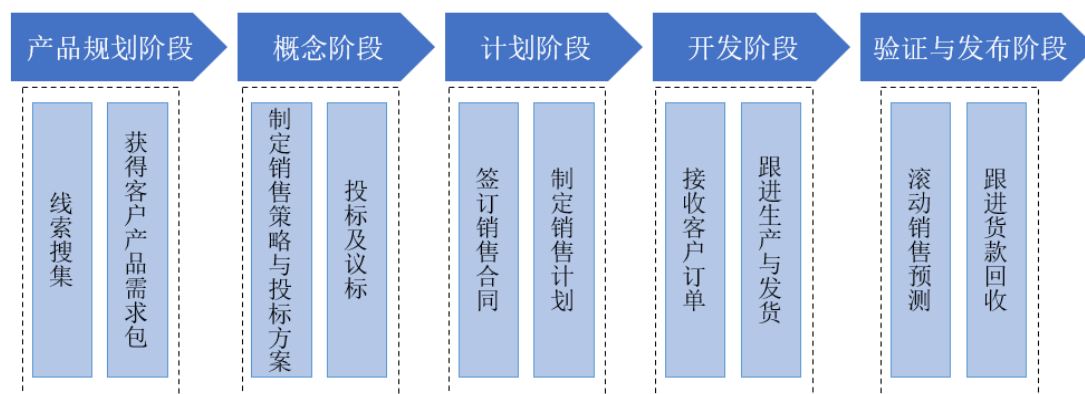 产品规划阶段
概念阶段
计划阶段
开发阶段
验证与发布阶段
线索搜集
获得客户产品需求包
制定销售策略与投标方案
投标及议标
签订销售合同
制定销售计划
接收客户订单
跟进生产与发货
滚动销售预测
跟进货款回收